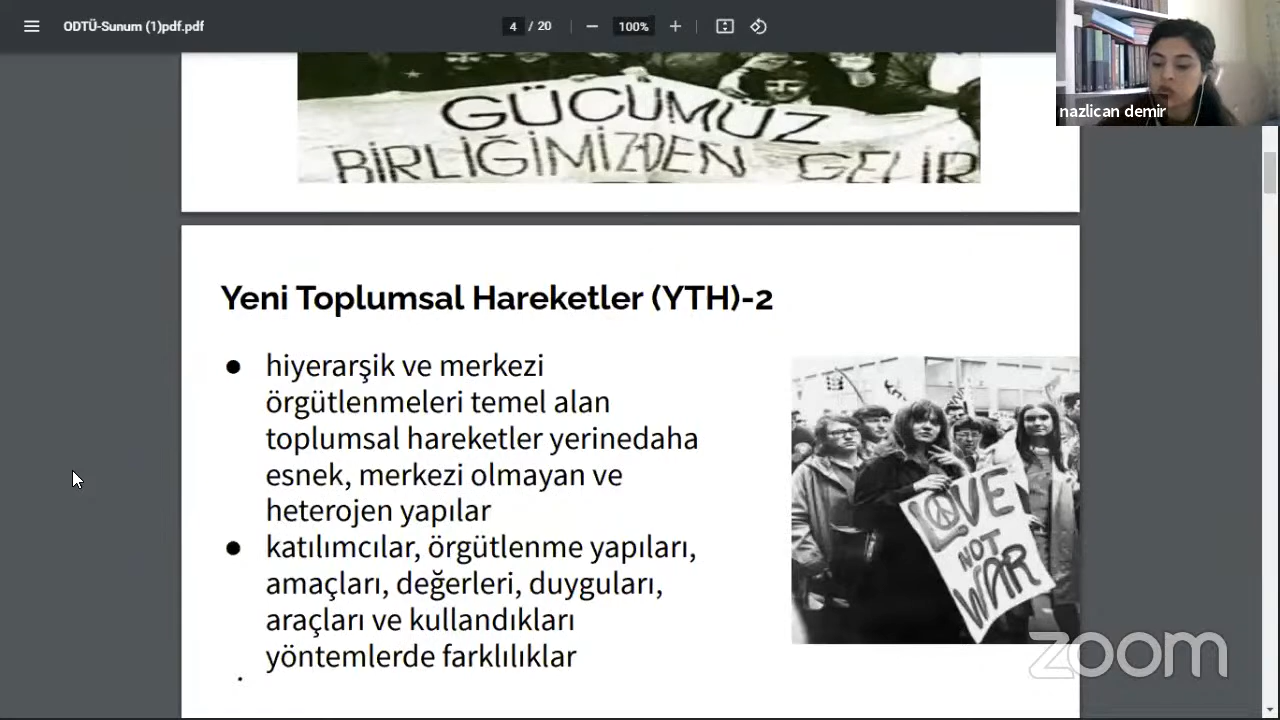 ODTÜ-Sunum (1)pdf.pdf
4 / 20
100%
nazlican demir
GÜCÜMÜZ
BİRLİĞİMİZDEN GELİR
Yeni Toplumsal Hareketler (YTH)-2
● hiyerarşik ve merkezi
örgütlenmeleri temel alan
toplumsal hareketler yerinedaha
esnek, merkezi olmayan ve
heterojen yapılar
● katılımcılar, örgütlenme yapıları,
amaçları, değerleri, duyguları,
araçları ve kullandıkları
yöntemlerde farklılıklar
.
LOVE
NOT
WAR
zoom